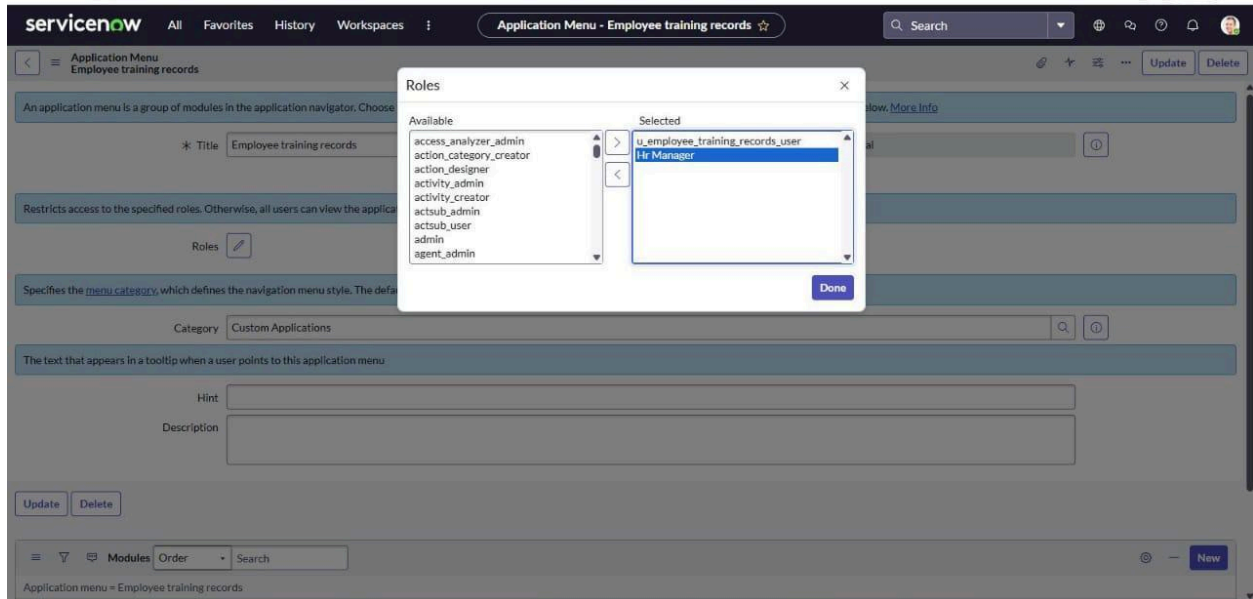 servicenow All Favorites History Workspaces Application Menu - Employee training records Search
Application Menu
Employee training records
Update Delete
An application menu is a group of modules in the application navigator. Choose
low. More Info
Title Employee training records
al
Restricts access to the specified roles. Otherwise, all users can view the applica
Roles
Specifies the menu category, which defines the navigation menu style. The defa
Roles
Available
access_analyzer_admin
action_category_creator
action_designer
activity_admin
activity_creator
actsub_admin
actsub_user
admin
agent_admin
Selected
u_employee_training_records_user
Hr Manager
Done
Category Custom Applications
The text that appears in a tooltip when a user points to this application menu
Hint
Description
Update Delete
Modules Order Search New
Application menu = Employee training records